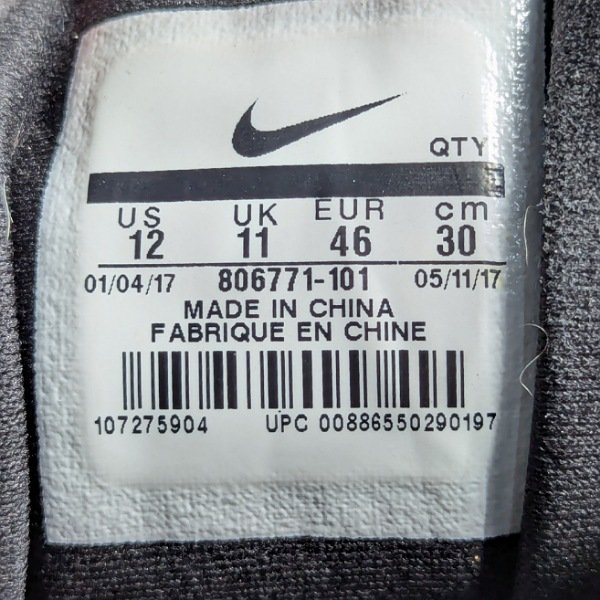 QTY
US UK EUR cm
12 11 46 30
01/04/17 806771-101 05/11/17
MADE IN CHINA
FABRIQUE EN CHINE
107275904 UPC 00886550290197